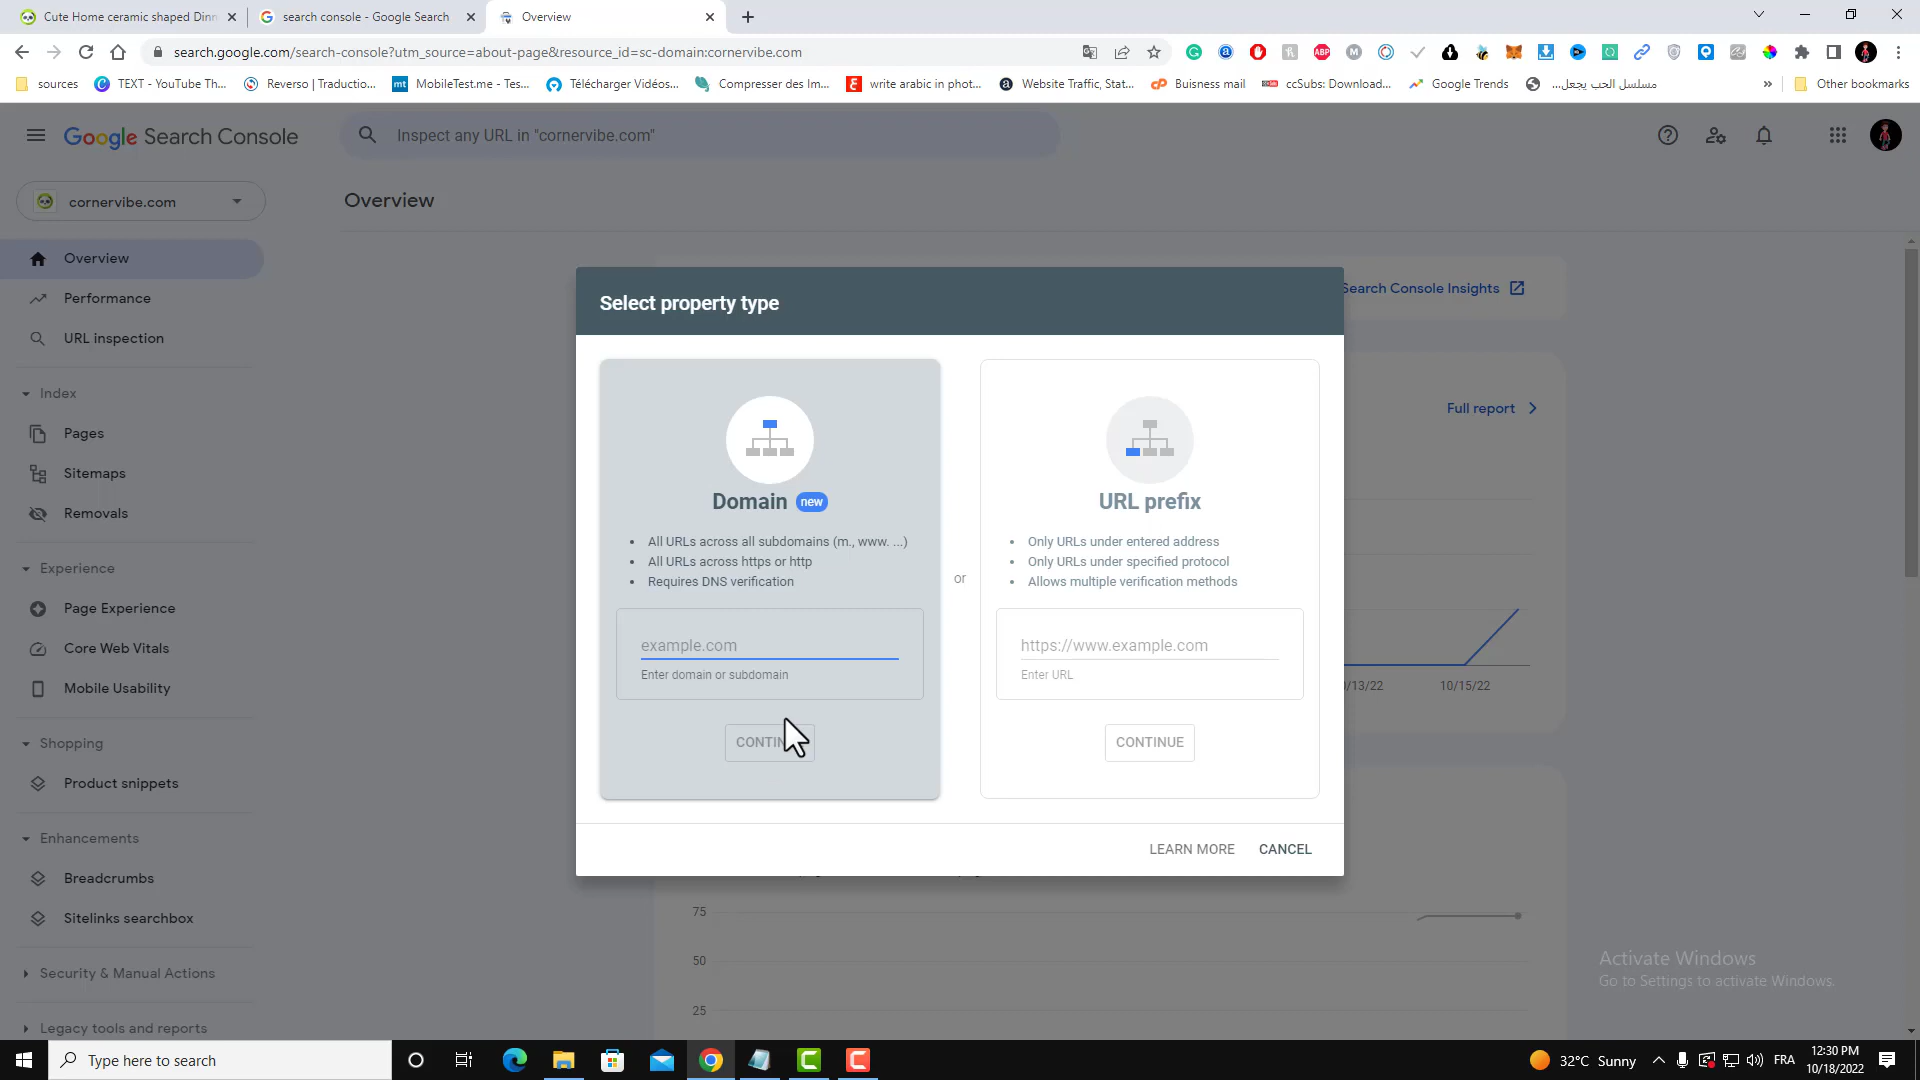 Cute Home ceramic shaped Dinn
search console - Google Search
Overview
search.google.com/search-console?utm_source=about-page&resource_id=sc-domain:cornervibe.com
sources
TEXT - YouTube Th...
Reverso | Traductio...
MobileTest.me - Tes...
Télécharger Vidéos...
Compresser des Im...
write arabic in phot...
Website Traffic, Stat...
Buisness mail
ccSubs: Download...
Google Trends
مسلسل الحب يجعل...
»
Other bookmarks
Google Search Console
Inspect any URL in "cornervibe.com"
cornervibe.com
Overview
Overview
Performance
URL inspection
Index
Pages
Sitemaps
Removals
Experience
Page Experience
Core Web Vitals
Mobile Usability
Shopping
Product snippets
Enhancements
Breadcrumbs
Sitelinks searchbox
Security & Manual Actions
Legacy tools and reports
Search Console Insights
Full report
/13/22
10/15/22
75
50
25
Select property type
Domain new
• All URLs across all subdomains (m., www. ...)
• All URLs across https or http
• Requires DNS verification
example.com
Enter domain or subdomain
or
URL prefix
• Only URLs under entered address
• Only URLs under specified protocol
• Allows multiple verification methods
https://www.example.com
Enter URL
CONTINUE
LEARN MORE
CANCEL
Activate Windows
Go to Settings to activate Windows.
Type here to search
32°C Sunny
FRA
12:30 PM
10/18/2022